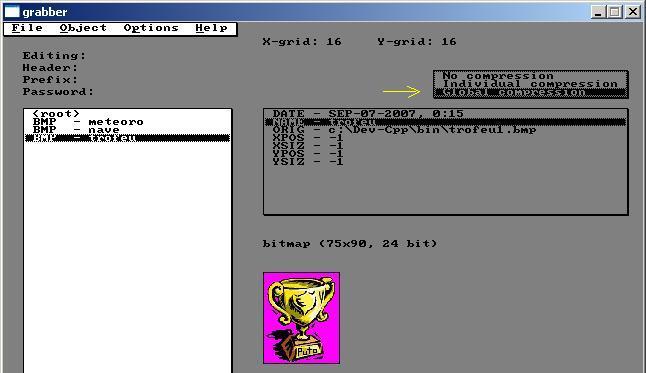 grabber
File Object Options Help
X-grid: 16 Y-grid: 16
Editing:
Header:
Prefix:
Password:
No compression
Individual compression
Global compression
(root)
BMP - meteoro
BMP - nave
BMP - trofeu
DATE - SEP-07-2007, 0:15
NAME - trofeu
ORIG - c:\Dev-Cpp\bin\trofeu1.bmp
XPOS - -1
XSIZ - -1
YPOS - -1
YSIZ - -1
bitmap (75x90, 24 bit)